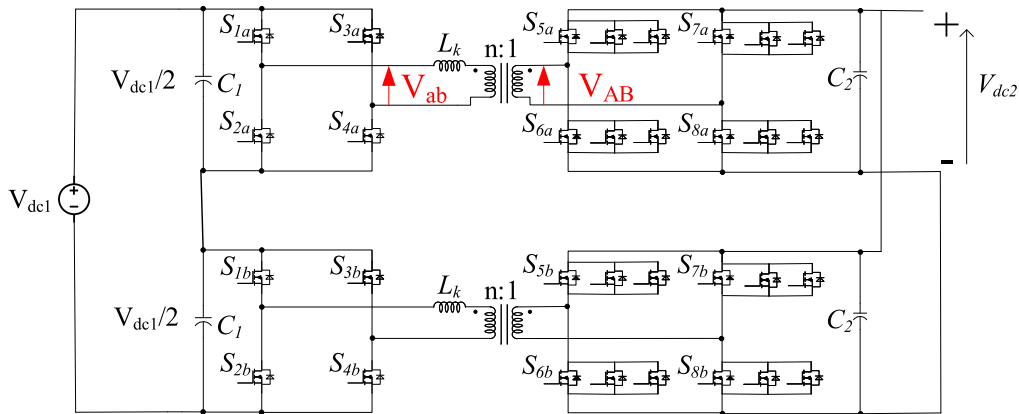 S1a
S3a
S5a
S7a
+
Lk
n:1
Vdc1/2
C1
Vab
VAB
C2
Vdc2
S2a
S4a
S6a
S8a
-
Vdc1
+
-
S1b
S3b
S5b
S7b
Lk
n:1
Vdc1/2
C1
C2
S2b
S4b
S6b
S8b